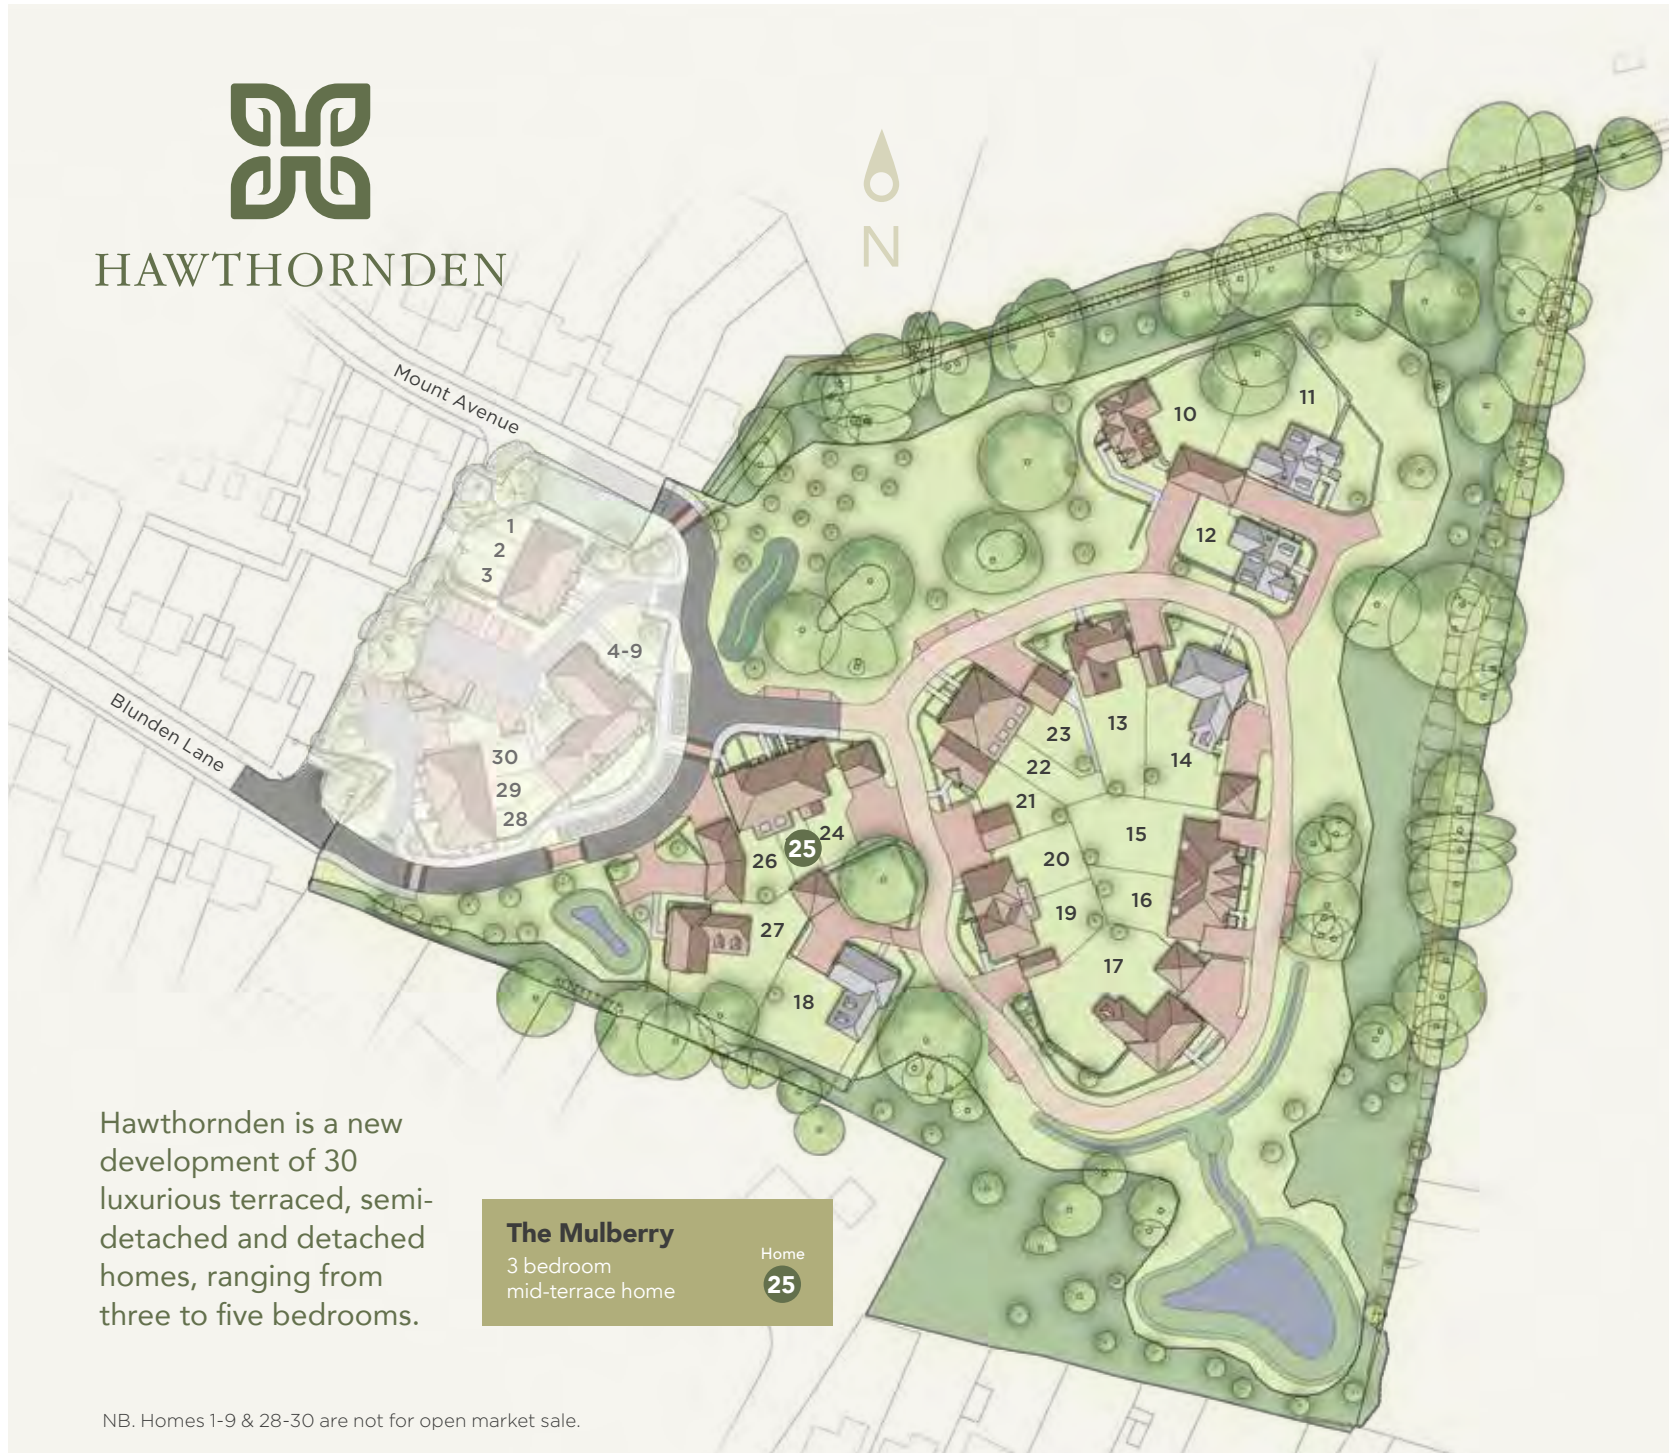 HAWTHORNDEN
N
Mount Avenue
Blunden Lane
1
2
3
4-9
30
29
28
10
11
12
13
23
22
14
21
15
20
16
19
17
24
25
26
27
18
Hawthornden is a new
development of 30
luxurious terraced, semi-
detached and detached
homes, ranging from
three to five bedrooms.
The Mulberry
3 bedroom
mid-terrace home
Home
25
NB. Homes 1-9 & 28-30 are not for open market sale.